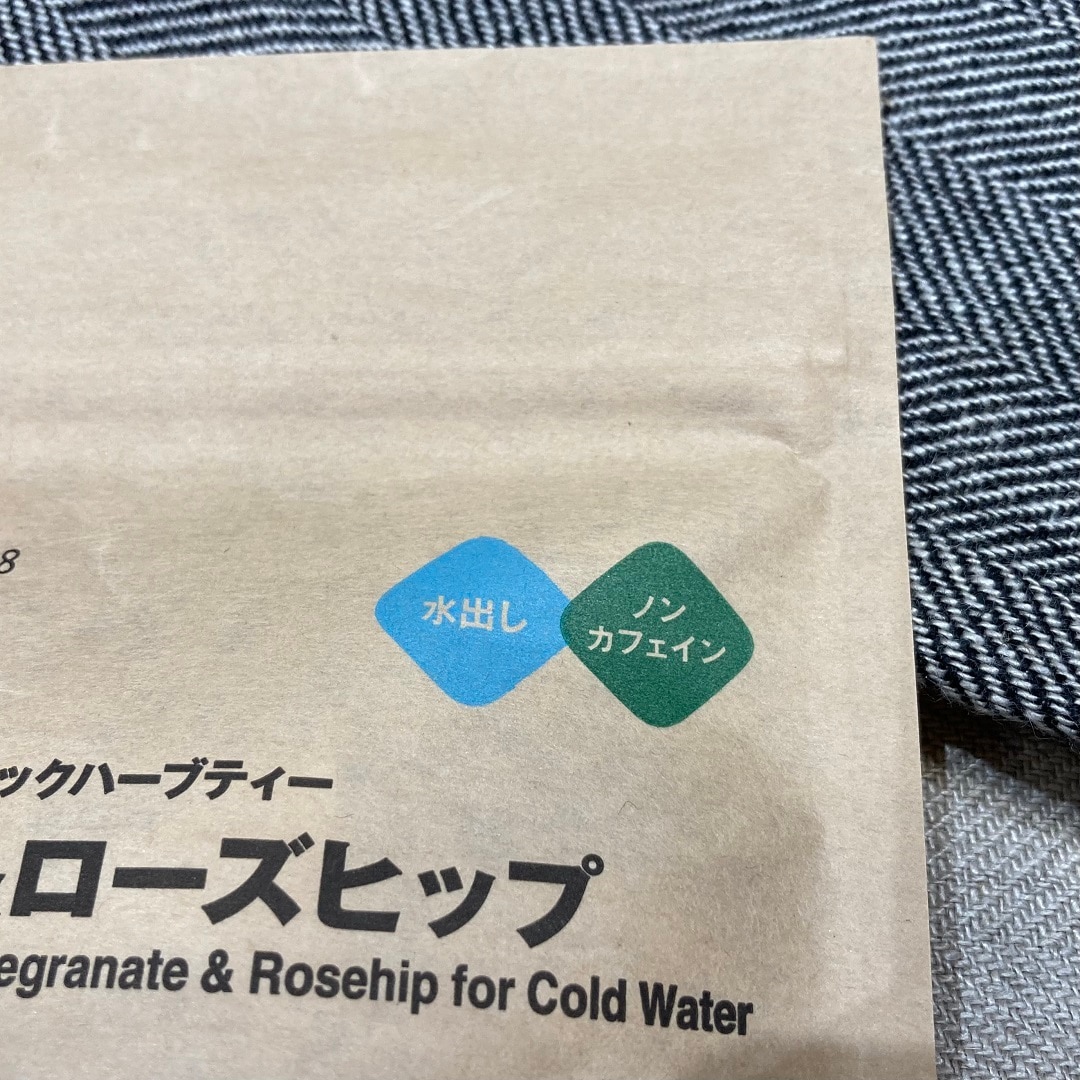 8
水出し
ノン
カフェイン
ックハーブティー
&ローズヒップ
egranate & Rosehip for Cold Water